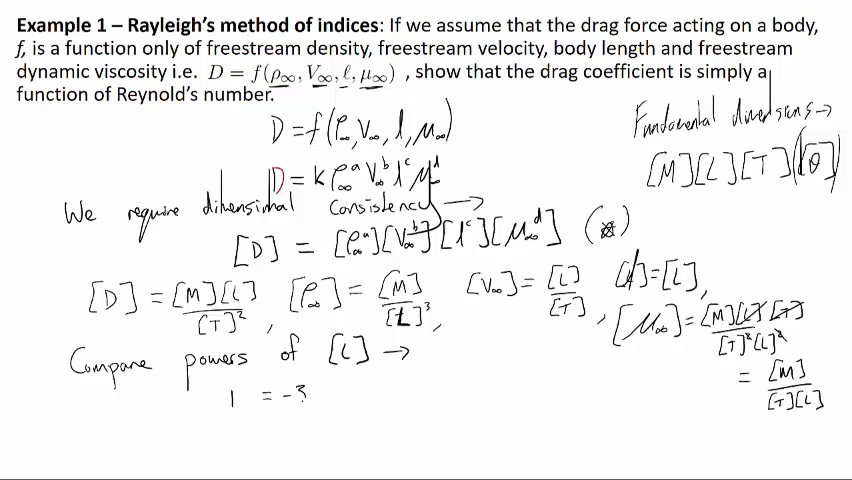 Example 1 – Rayleigh's method of indices: If we assume that the drag force acting on a body,
f, is a function only of freestream density, freestream velocity, body length and freestream
dynamic viscosity i.e. D = f(ρ∞, V∞, ℓ, μ∞) , show that the drag coefficient is simply a
function of Reynold's number.
Fundamental dimensions →
[M][L][T]([θ])
D = f(ρ∞, V∞, l, μ∞)
D = K ρ∞^a V∞^b l^c μ∞^d
We require dimensional consistency →
[D] = [ρ∞^a][V∞^b][l^c][μ∞^d] (*)
[D] = [M][L]/[T]², [ρ∞] = [M]/[L]³, [V∞] = [L]/[T], [l] = [L],
[μ∞] = [M][L][T]/[T]²[L]²
= [M]/[T][L]
Compare powers of [L] →
1 = -3